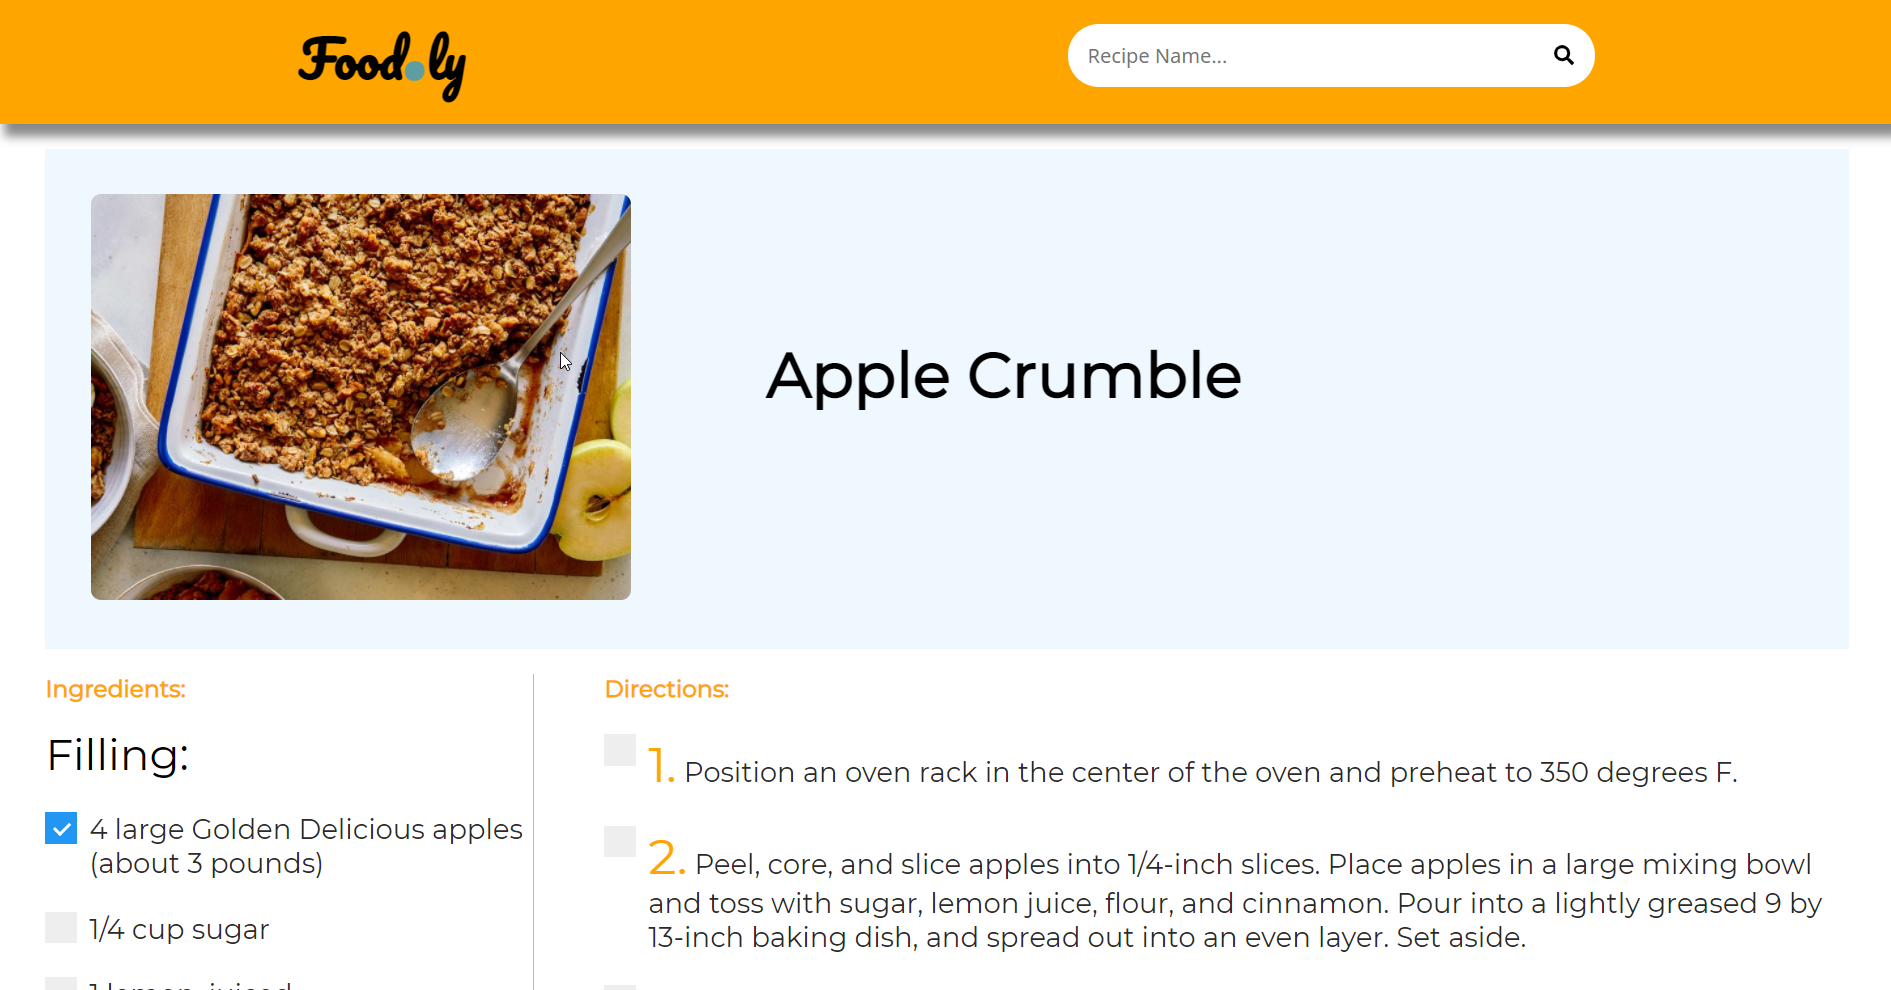 Food.ly
Recipe Name...
Apple Crumble
Ingredients:
Filling:
4 large Golden Delicious apples
(about 3 pounds)
1/4 cup sugar
1 lemon, juiced
Directions:
1. Position an oven rack in the center of the oven and preheat to 350 degrees F.
2. Peel, core, and slice apples into 1/4-inch slices. Place apples in a large mixing bowl
and toss with sugar, lemon juice, flour, and cinnamon. Pour into a lightly greased 9 by
13-inch baking dish, and spread out into an even layer. Set aside.